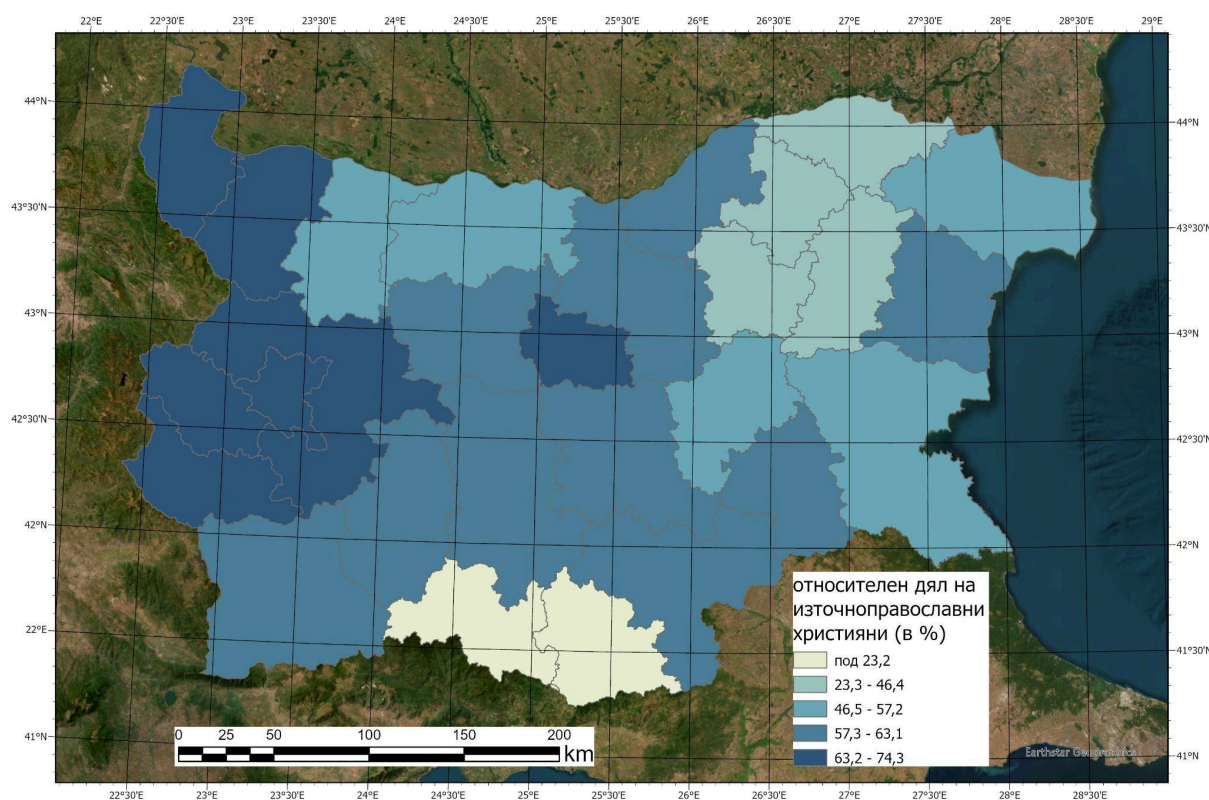 22°E 22°30'E 23°E 23°30'E 24°E 24°30'E 25°E 25°30'E 26°E 26°30'E 27°E 27°30'E 28°E 28°30'E 29°E
44°N 44°N
43°30'N 43°30'N
43°N 43°N
42°30'N 42°30'N
42°N 42°N
22°E 41°30'N
41°N 41°N
относителен дял на
източноправославни
християни (в %)
под 23,2
23,3 - 46,4
46,5 - 57,2
57,3 - 63,1
63,2 - 74,3
0 25 50 100 150 200
km
Earthstar Geographics
22°30'E 23°E 23°30'E 24°E 24°30'E 25°E 25°30'E 26°E 26°30'E 27°E 27°30'E 28°E 28°30'E